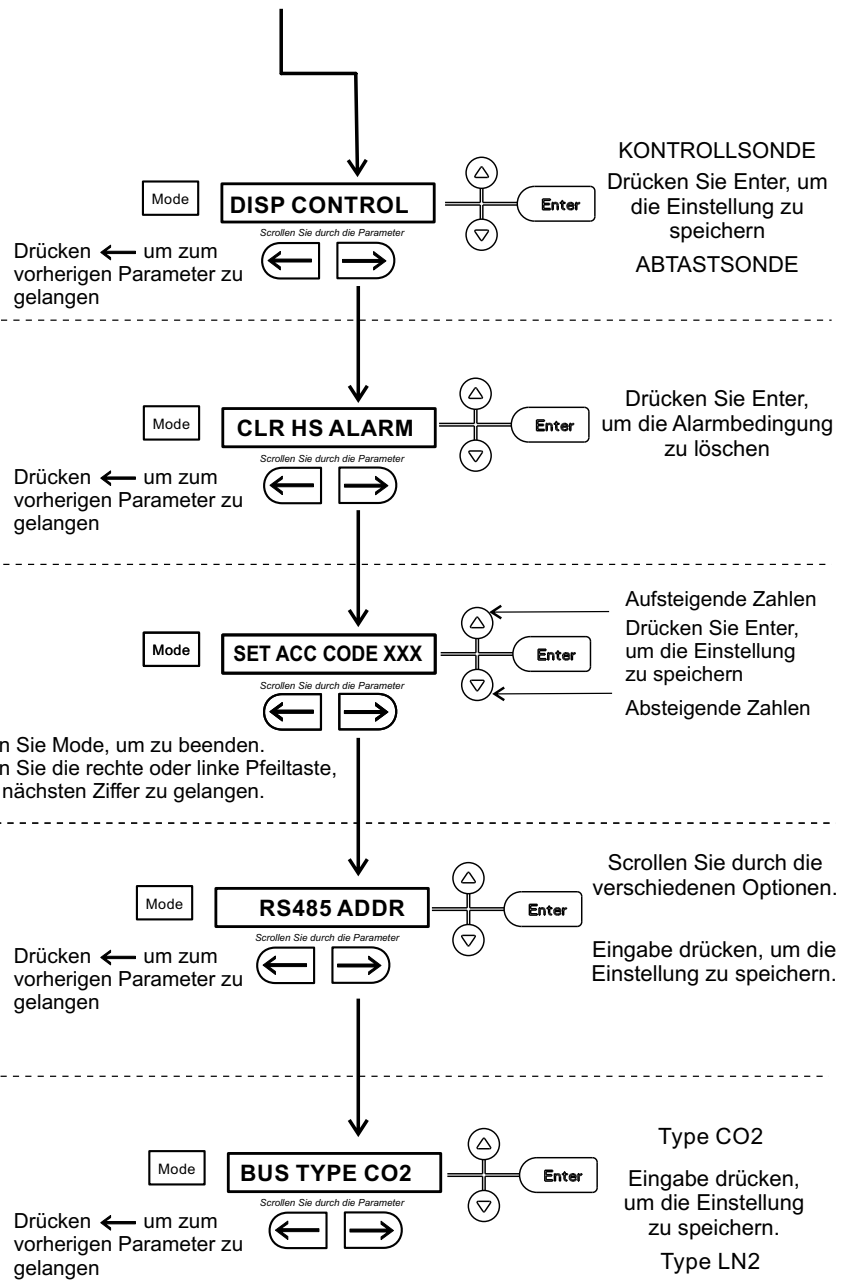 KONTROLLSONDE
Mode
DISP CONTROL
Enter
Drücken Sie Enter, um
die Einstellung zu
speichern
ABTASTSONDE
Scrollen Sie durch die Parameter
Drücken ← um zum
vorherigen Parameter zu
gelangen
Mode
CLR HS ALARM
Enter
Drücken Sie Enter,
um die Alarmbedingung
zu löschen
Scrollen Sie durch die Parameter
Drücken ← um zum
vorherigen Parameter zu
gelangen
Mode
SET ACC CODE XXX
Enter
Aufsteigende Zahlen
Drücken Sie Enter,
um die Einstellung
zu speichern
Absteigende Zahlen
Scrollen Sie durch die Parameter
n Sie Mode, um zu beenden.
n Sie die rechte oder linke Pfeiltaste,
nächsten Ziffer zu gelangen.
Mode
RS485 ADDR
Enter
Scrollen Sie durch die
verschiedenen Optionen.
Eingabe drücken, um die
Einstellung zu speichern.
Scrollen Sie durch die Parameter
Drücken ← um zum
vorherigen Parameter zu
gelangen
Mode
BUS TYPE CO2
Enter
Type CO2
Eingabe drücken,
um die Einstellung
zu speichern.
Type LN2
Scrollen Sie durch die Parameter
Drücken ← um zum
vorherigen Parameter zu
gelangen